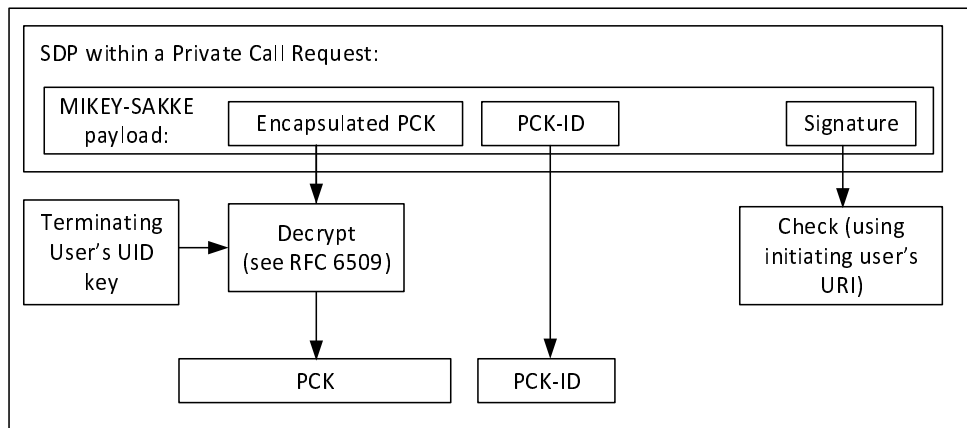 SDP within a Private Call Request:
MIKEY-SAKKE
payload:
Encapsulated PCK
PCK-ID
Signature
Terminating
User's UID
key
Decrypt
(see RFC 6509)
Check (using
initiating user's
URI)
PCK
PCK-ID